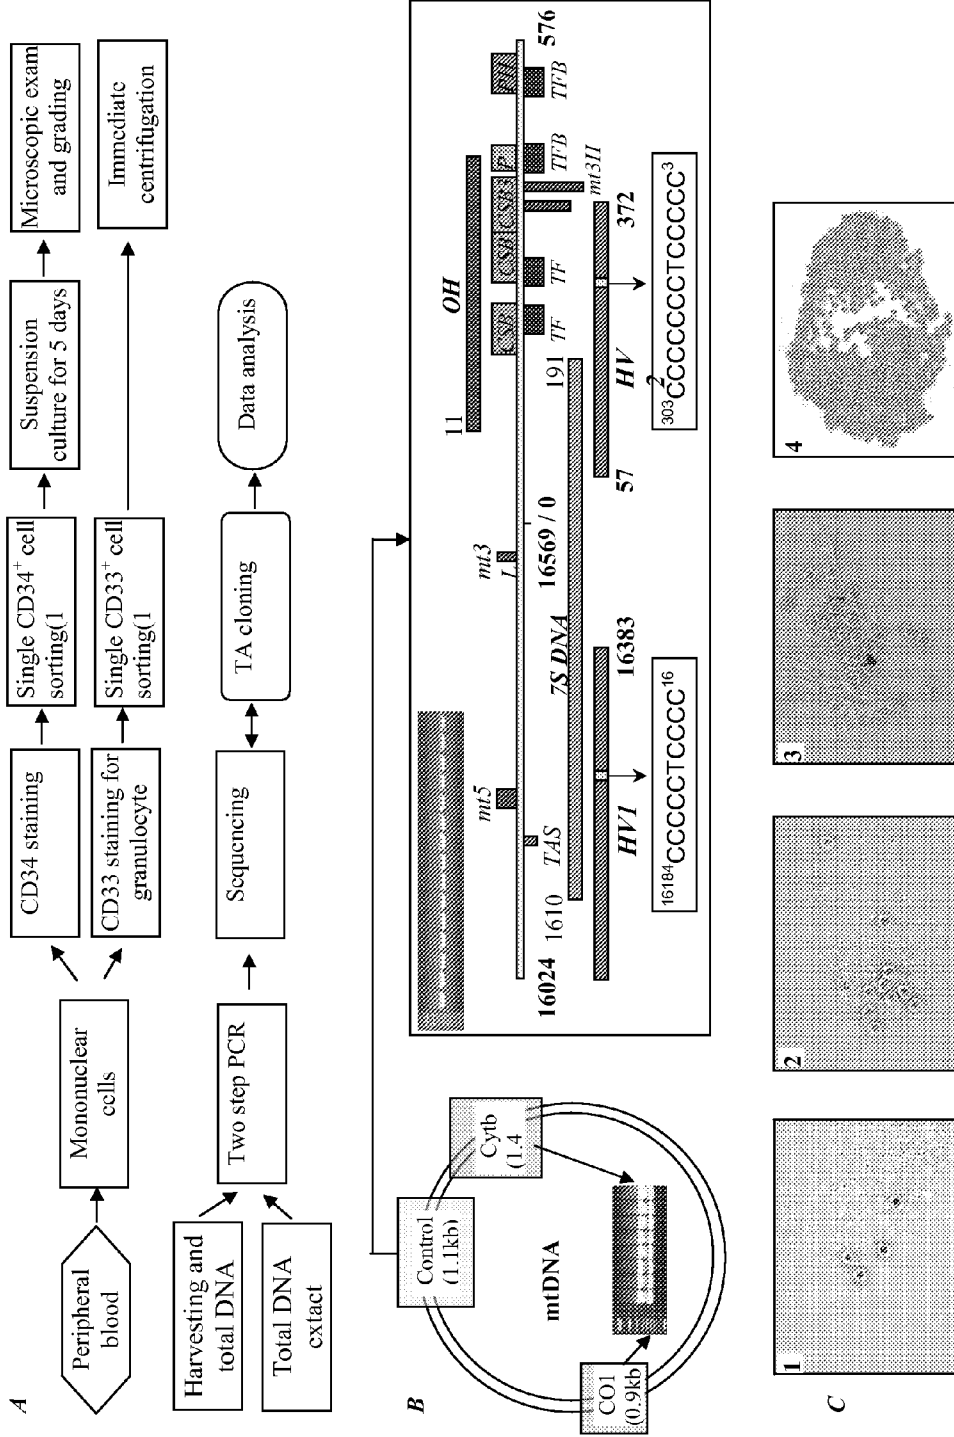 A
Peripheral
blood
Mononuclear
cells
CD34 staining
CD33 staining for
granulocyte
Single CD34+ cell
sorting(1
Single CD33+ cell
sorting(1
Suspension
culture for 5 days
Microscopic exam
and grading
Immediate
centrifugation
Harvesting and
total DNA
Total DNA
extact
Two step PCR
Sequencing
TA cloning
Data analysis
B
Control
(1.1kb)
Cytb
(1.4
CO1
(0.9kb
mtDNA
mt5
mt3
L
11
OH
CSB
CSB
CSB3
P
576
16024
TAS
16569 / 0
TF
TF
TFB
TFB
mt3H
1610
7S DNA
191
HV1
16383
57
HV
2
372
16184CCCCCTCCCC16
303CCCCCCCCTCCCCC3
C
1
2
3
4